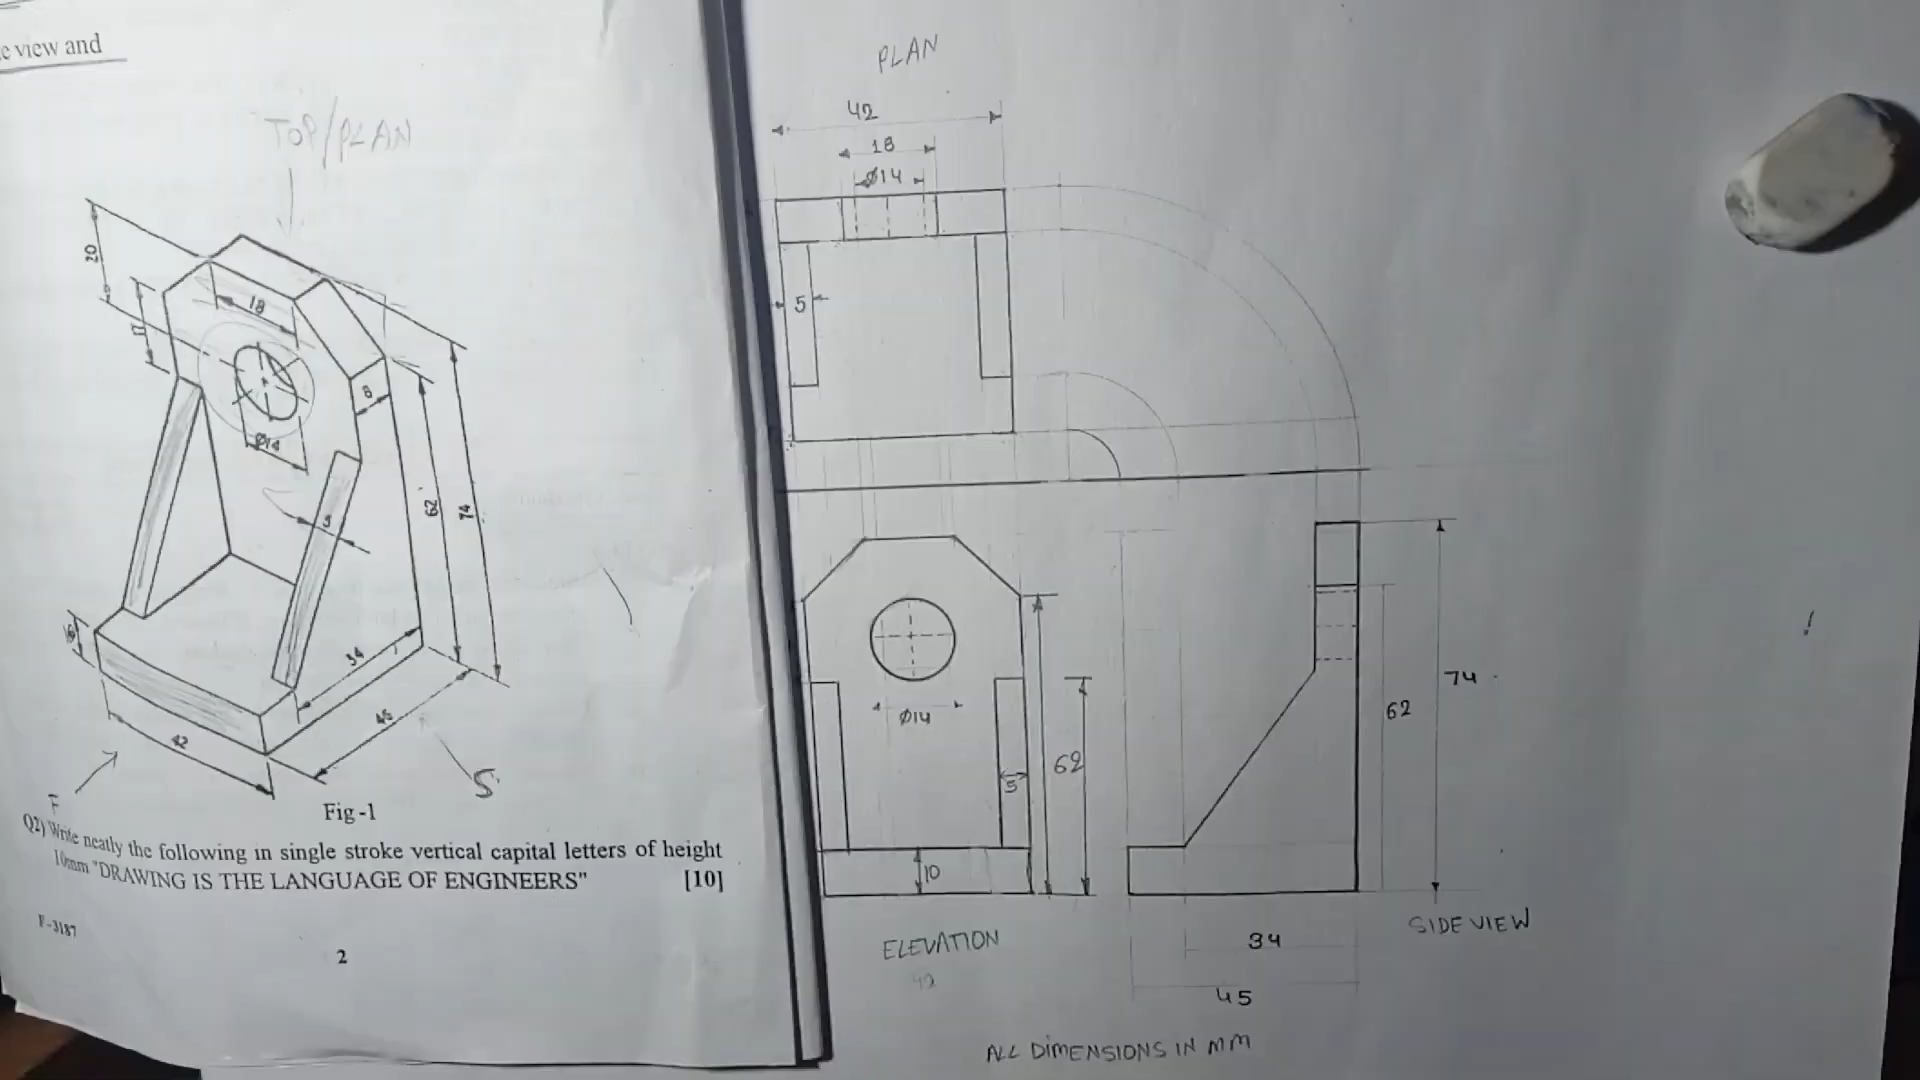 e view and
TOP/PLAN
20
17
18
8
Ø14
5
62
74
34
45
42
F
S
Fig-1
Q2) Write neatly the following in single stroke vertical capital letters of height
10mm "DRAWING IS THE LANGUAGE OF ENGINEERS" [10]
F-3187
2
PLAN
42
18
Ø14
5
Ø14
62
5
10
ELEVATION
42
74
62
SIDE VIEW
34
45
ALL DIMENSIONS IN MM